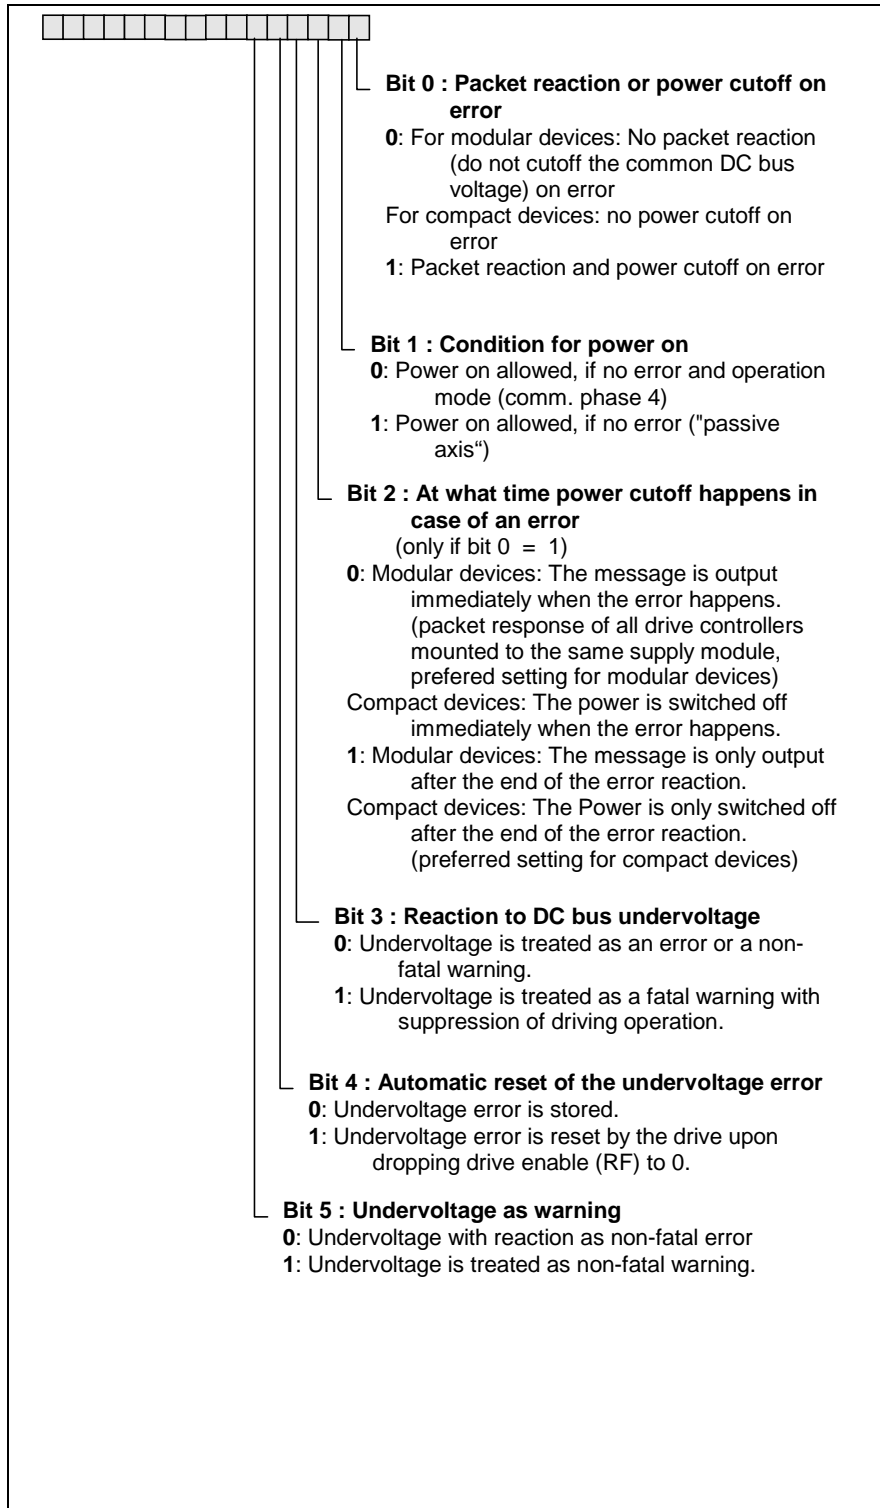 Bit 0 : Packet reaction or power cutoff on
error
0: For modular devices: No packet reaction
(do not cutoff the common DC bus
voltage) on error
For compact devices: no power cutoff on
error
1: Packet reaction and power cutoff on error
Bit 1 : Condition for power on
0: Power on allowed, if no error and operation
mode (comm. phase 4)
1: Power on allowed, if no error ("passive
axis“)
Bit 2 : At what time power cutoff happens in
case of an error
(only if bit 0 = 1)
0: Modular devices: The message is output
immediately when the error happens.
(packet response of all drive controllers
mounted to the same supply module,
prefered setting for modular devices)
Compact devices: The power is switched off
immediately when the error happens.
1: Modular devices: The message is only output
after the end of the error reaction.
Compact devices: The Power is only switched off
after the end of the error reaction.
(preferred setting for compact devices)
Bit 3 : Reaction to DC bus undervoltage
0: Undervoltage is treated as an error or a non-
fatal warning.
1: Undervoltage is treated as a fatal warning with
suppression of driving operation.
Bit 4 : Automatic reset of the undervoltage error
0: Undervoltage error is stored.
1: Undervoltage error is reset by the drive upon
dropping drive enable (RF) to 0.
Bit 5 : Undervoltage as warning
0: Undervoltage with reaction as non-fatal error
1: Undervoltage is treated as non-fatal warning.